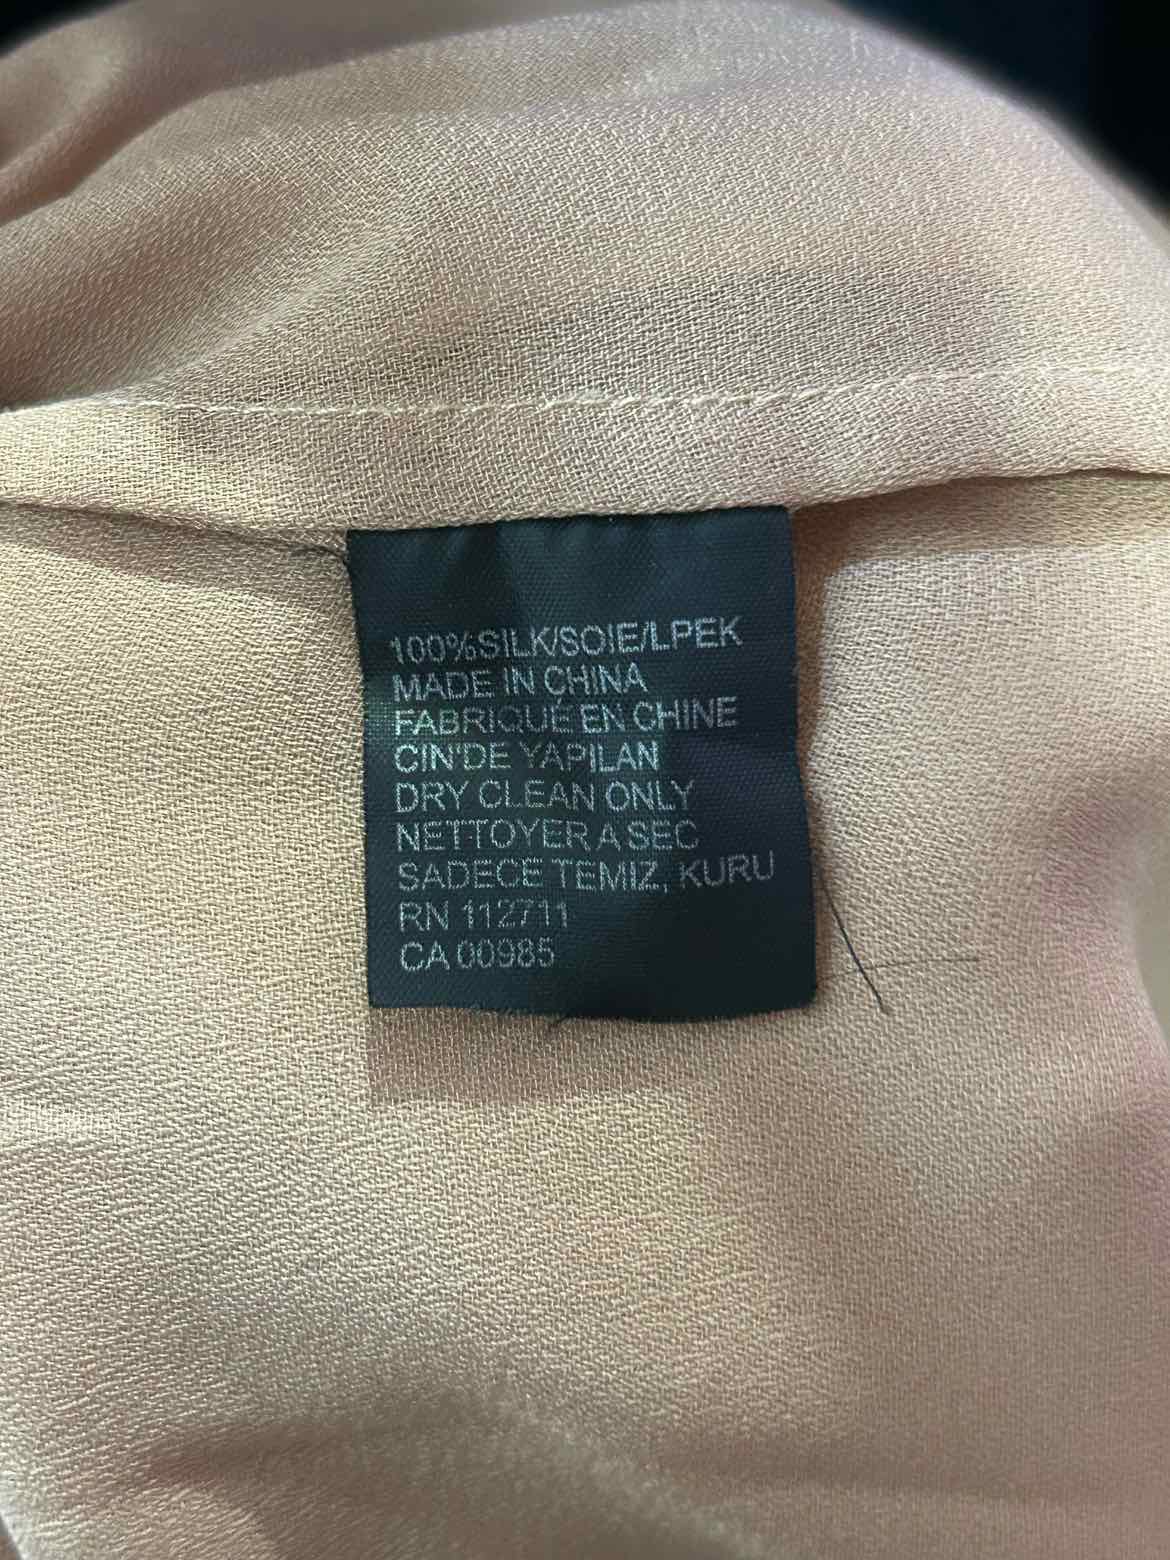 100%SILK/SOIE/LPEK
MADE IN CHINA
FABRIQUÉ EN CHINE
CIN'DE YAPILAN
DRY CLEAN ONLY
NETTOYER A SEC
SADECE TEMIZ, KURU
RN 112711
CA 00985